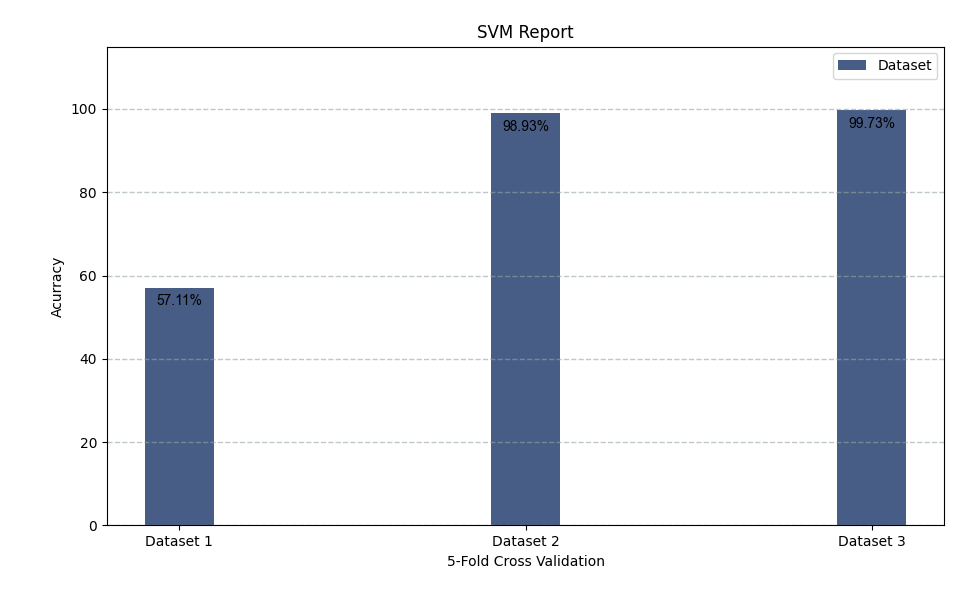 SVM Report
Dataset
Acurracy
100
80
60
40
20
0
57.11%
98.93%
99.73%
Dataset 1
Dataset 2
Dataset 3
5-Fold Cross Validation